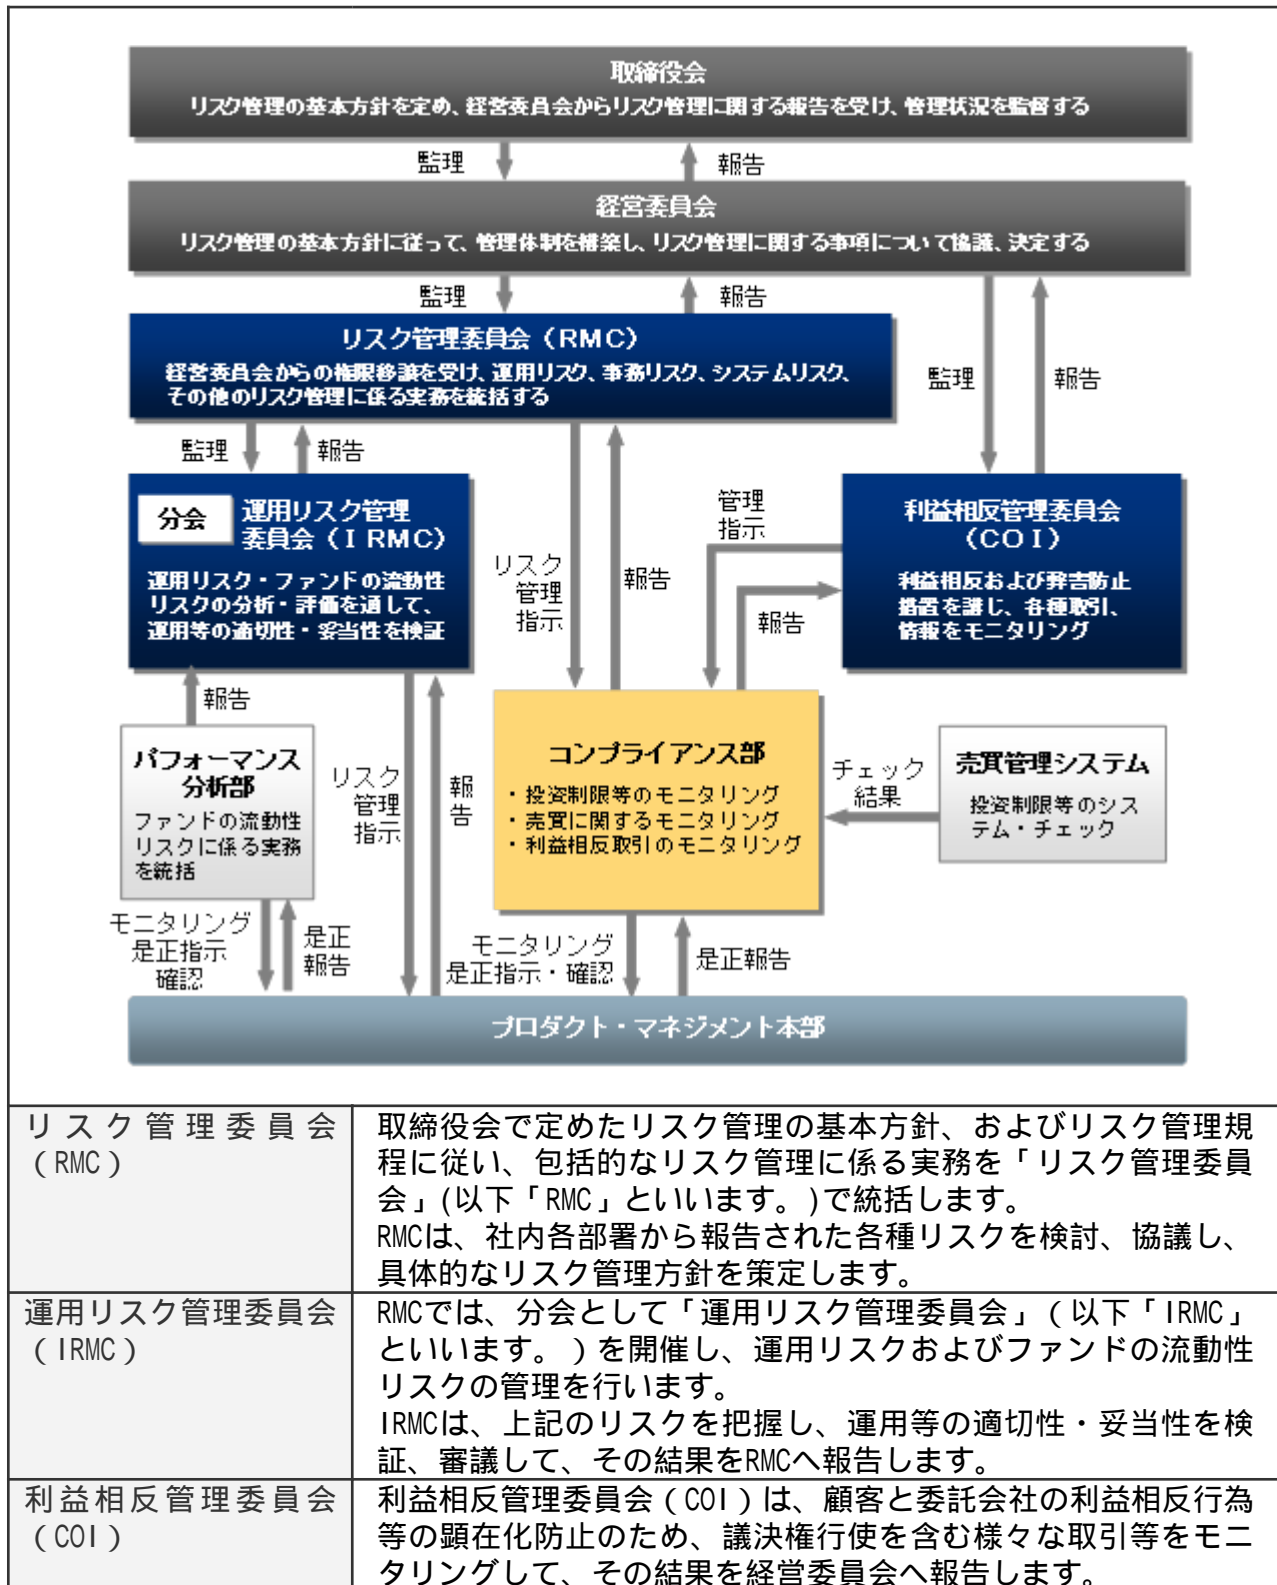 取締役会
リスク管理の基本方針を定め、経営委員会からリスク管理に関する報告を受け、管理状況を監督する
監理
報告
経営委員会
リスク管理の基本方針に従って、管理体制を構築し、リスク管理に関する事項について協議、決定する
監理
報告
リスク管理委員会（RMC）
経営委員会からの権限移譲を受け、運用リスク、事務リスク、システムリスク、
その他のリスク管理に係る実務を統括する
監理
報告
監理
報告
分会
運用リスク管理
委員会（IRMC）
運用リスク・ファンドの流動性
リスクの分析・評価を通して、
運用等の適切性・妥当性を検証
リスク
管理
指示
報告
管理
指示
報告
利益相反管理委員会
（COI）
利益相反および弊害防止
措置を講じ、各種取引、
情報をモニタリング
報告
パフォーマンス
分析部
ファンドの流動性
リスクに係る実務
を統括
リスク
管理
指示
報
告
コンプライアンス部
・投資制限等のモニタリング
・売買に関するモニタリング
・利益相反取引のモニタリング
チェック
結果
売買管理システム
投資制限等のシス
テム・チェック
モニタリング
是正指示
確認
是正
報告
モニタリング
是正指示・確認
是正報告
プロダクト・マネジメント本部
リスク管理委員会
（RMC）
取締役会で定めたリスク管理の基本方針、およびリスク管理規
程に従い、包括的なリスク管理に係る実務を「リスク管理委員
会」(以下「RMC」といいます。)で統括します。
RMCは、社内各部署から報告された各種リスクを検討、協議し、
具体的なリスク管理方針を策定します。
運用リスク管理委員会
（IRMC）
RMCでは、分会として「運用リスク管理委員会」（以下「IRMC」
といいます。）を開催し、運用リスクおよびファンドの流動性
リスクの管理を行います。
IRMCは、上記のリスクを把握し、運用等の適切性・妥当性を検
証、審議して、その結果をRMCへ報告します。
利益相反管理委員会
（COI）
利益相反管理委員会（COI）は、顧客と委託会社の利益相反行為
等の顕在化防止のため、議決権行使を含む様々な取引等をモニ
タリングして、その結果を経営委員会へ報告します。